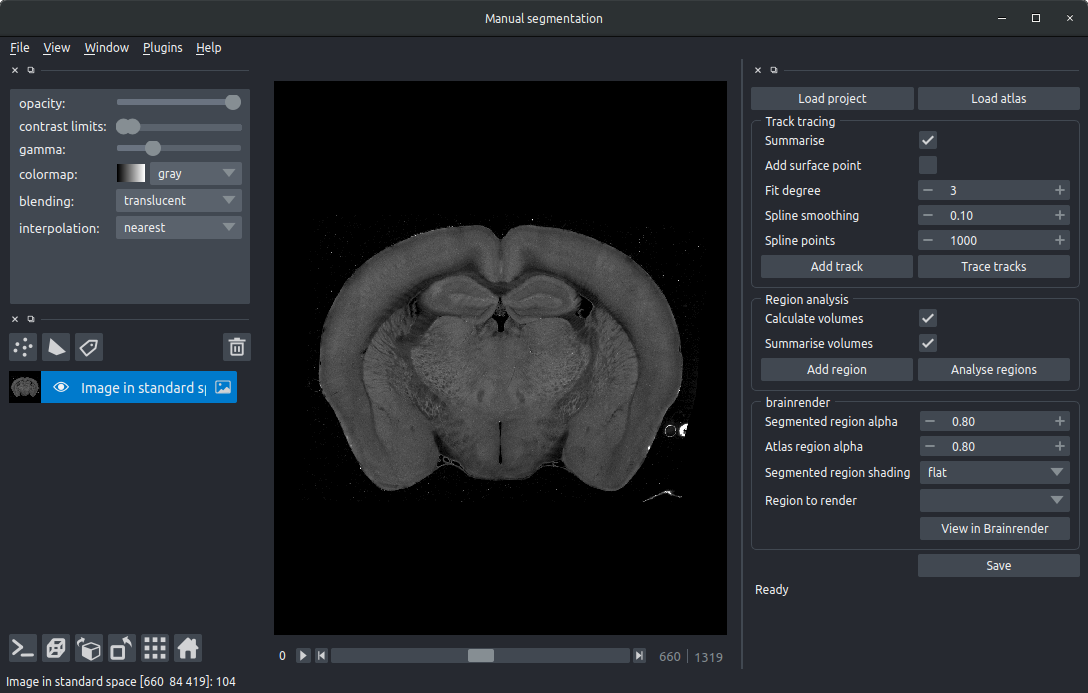 Manual segmentation
File View Window Plugins Help
opacity:
contrast limits:
gamma:
colormap: gray
blending: translucent
interpolation: nearest
Image in standard sp
0 660 1319
Image in standard space [660 84 419]: 104
Load project Load atlas
Track tracing
Summarise
Add surface point
Fit degree 3
Spline smoothing 0.10
Spline points 1000
Add track Trace tracks
Region analysis
Calculate volumes
Summarise volumes
Add region Analyse regions
brainrender
Segmented region alpha 0.80
Atlas region alpha 0.80
Segmented region shading flat
Region to render
View in Brainrender
Save
Ready